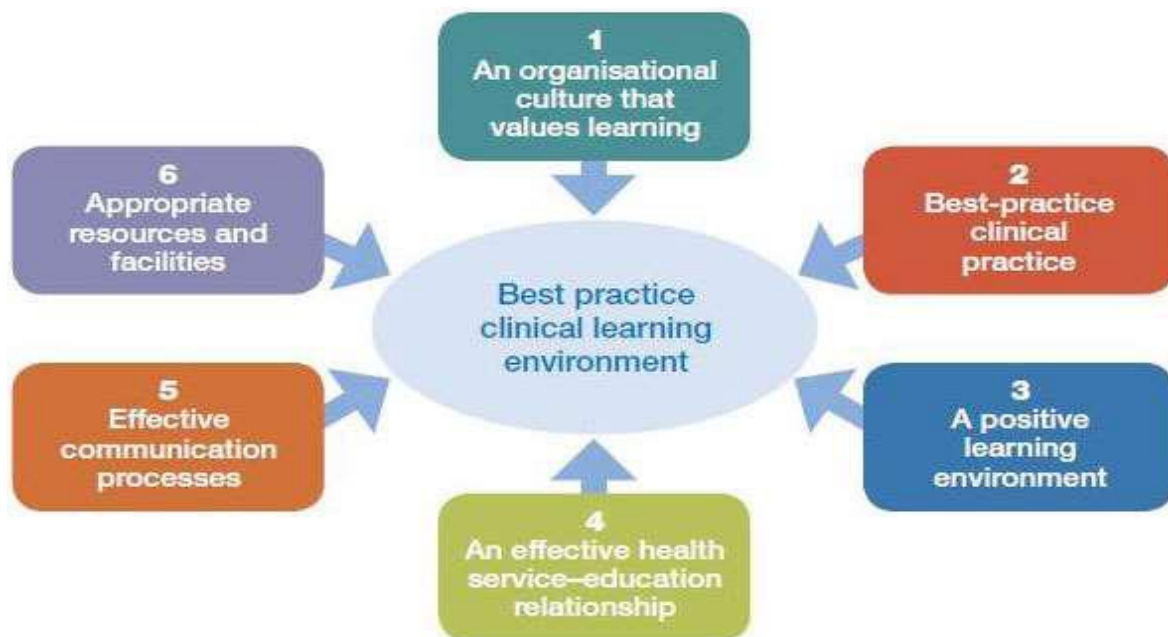 1
An organisational
culture that
values learning
2
Best-practice
clinical
practice
3
A positive
learning
environment
4
An effective health
service–education
relationship
5
Effective
communication
processes
6
Appropriate
resources and
facilities
Best practice
clinical learning
environment